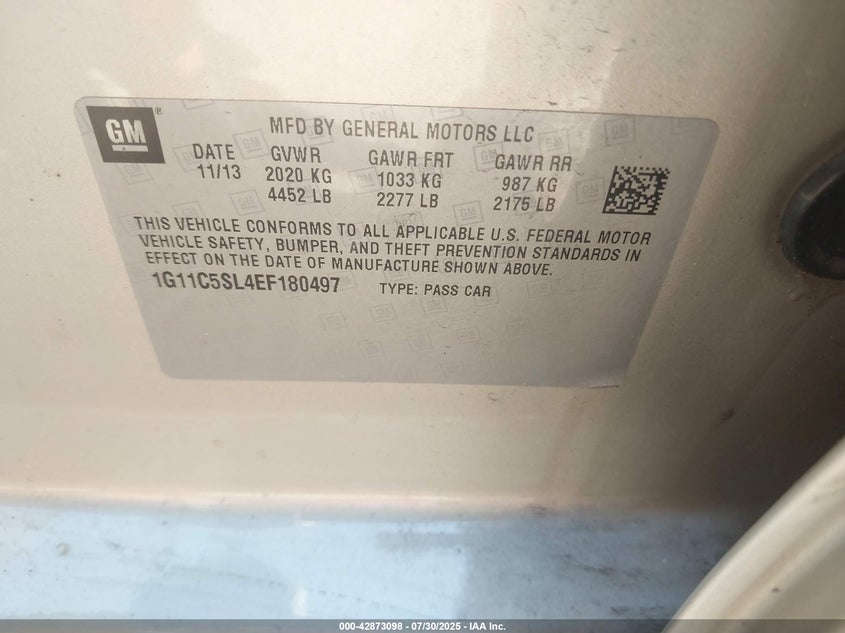 GM ®
MFD BY GENERAL MOTORS LLC
DATE GVWR GAWR FRT GAWR RR
11/13 2020 KG 1033 KG 987 KG
4452 LB 2277 LB 2175 LB
THIS VEHICLE CONFORMS TO ALL APPLICABLE U.S. FEDERAL MOTOR
VEHICLE SAFETY, BUMPER, AND THEFT PREVENTION STANDARDS IN
EFFECT ON THE DATE OF MANUFACTURE SHOWN ABOVE.
1G11C5SL4EF180497 TYPE: PASS CAR
000-42873098 - 07/30/2025 - IAA Inc.